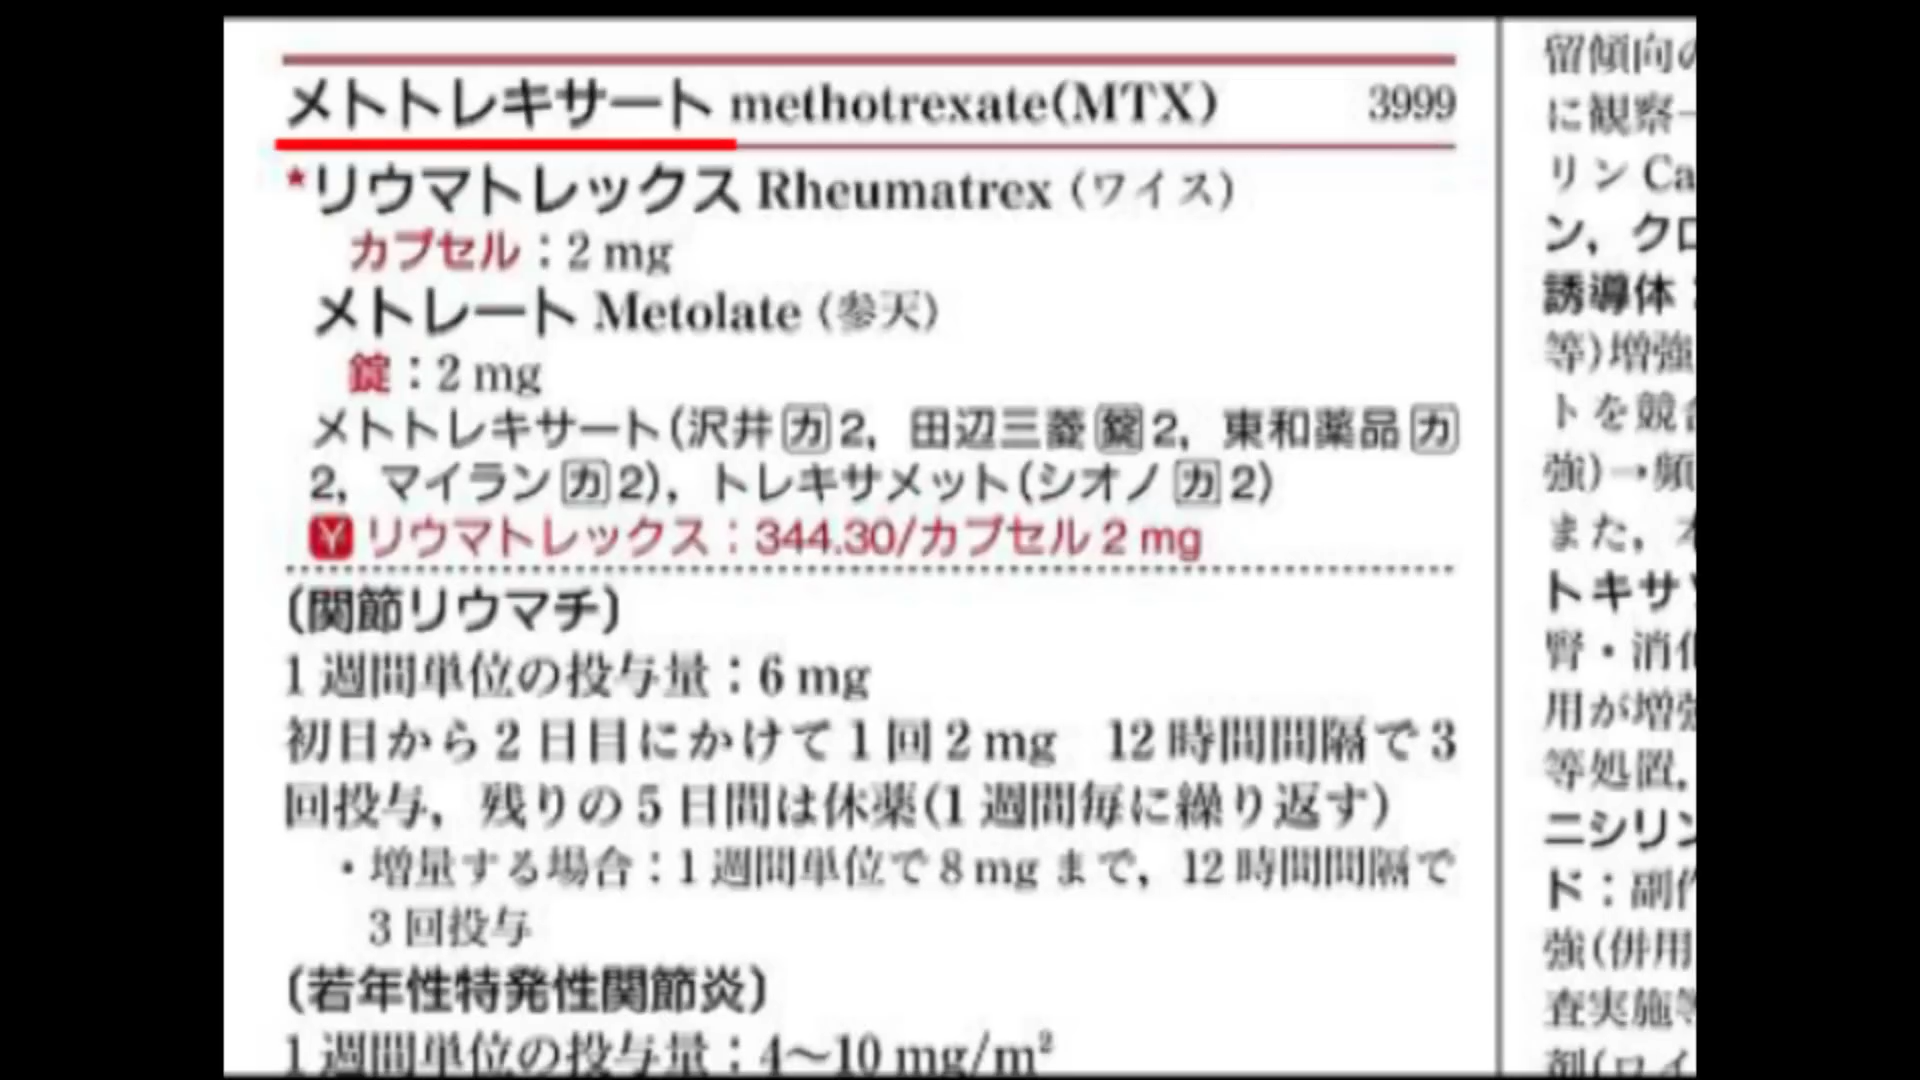 メトトレキサート methotrexate(MTX) 3999
*リウマトレックス Rheumatrex (ワイス)
カプセル：2 mg
メトレート Metolate (参天)
錠：2 mg
メトトレキサート(沢井カ2, 田辺三菱錠2, 東和薬品カ
2, マイランカ2), トレキサメット(シオノカ2)
Y リウマトレックス：344.30/カプセル 2 mg
(関節リウマチ)
1 週間単位の投与量：6 mg
初日から 2 日目にかけて 1 回 2 mg 12 時間間隔で 3
回投与, 残りの 5 日間は休薬(1 週間毎に繰り返す)
・増量する場合：1 週間単位で 8 mg まで, 12 時間間隔で
3 回投与
(若年性特発性関節炎)
1 週間単位の投与量：4〜10 mg/m²
留傾向の
に観察
リン Ca
ン, クロ
誘導体
等)増強
トを競合
強)→頻
また, 本
トキサ
腎・消化
用が増強
等処置,
ニシリン
ド：副作
強(併用
査実施等
剤(ロイ